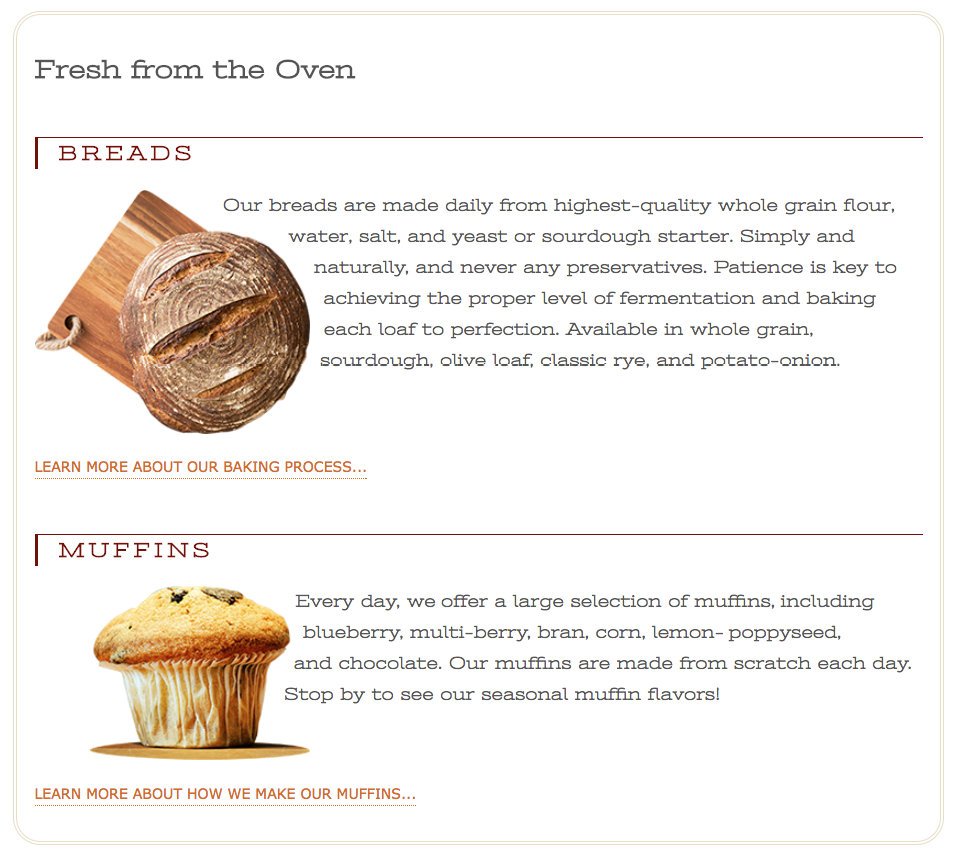 Fresh from the Oven
BREADS
Our breads are made daily from highest-quality whole grain flour,
water, salt, and yeast or sourdough starter. Simply and
naturally, and never any preservatives. Patience is key to
achieving the proper level of fermentation and baking
each loaf to perfection. Available in whole grain,
sourdough, olive loaf, classic rye, and potato-onion.
LEARN MORE ABOUT OUR BAKING PROCESS...
MUFFINS
Every day, we offer a large selection of muffins, including
blueberry, multi-berry, bran, corn, lemon- poppyseed,
and chocolate. Our muffins are made from scratch each day.
Stop by to see our seasonal muffin flavors!
LEARN MORE ABOUT HOW WE MAKE OUR MUFFINS...